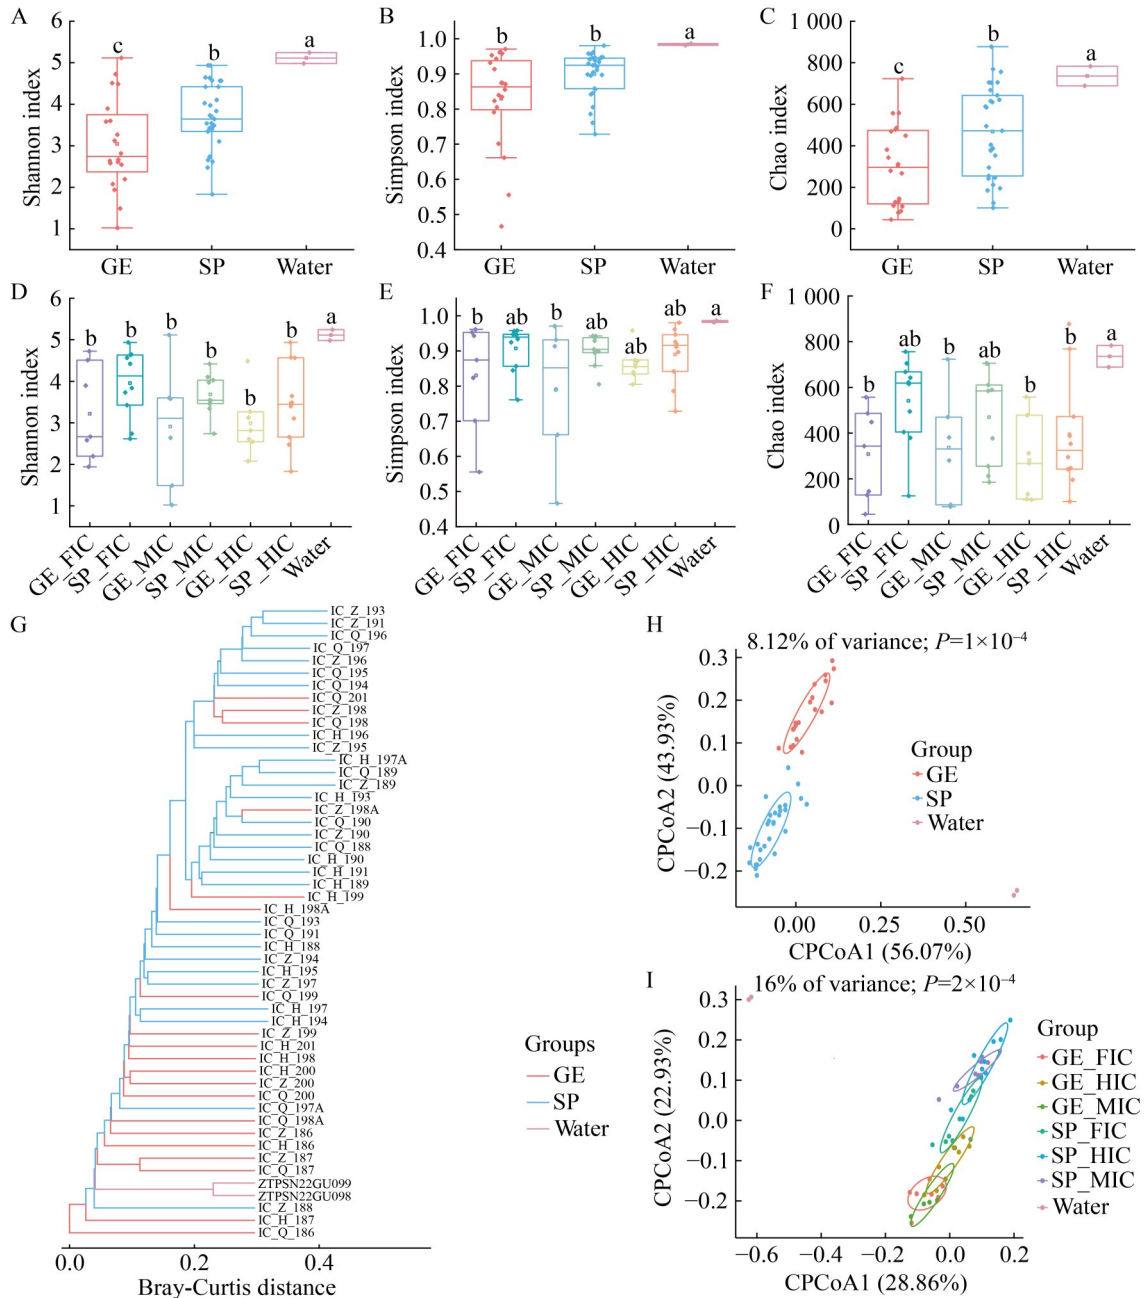 A
Shannon index
6
5
4
3
2
1
c
b
a
GE
SP
Water
B
Simpson index
1.0
0.9
0.8
0.7
0.6
0.5
0.4
b
b
a
GE
SP
Water
C
Chao index
1 000
800
600
400
200
0
c
b
a
GE
SP
Water
D
Shannon index
6
5
4
3
2
1
b
b
b
b
b
b
a
GE_FIC
SP_FIC
GE_MIC
SP_MIC
GE_HIC
SP_HIC
Water
E
Simpson index
1.0
0.9
0.8
0.7
0.6
0.5
0.4
b
ab
b
ab
ab
ab
a
GE_FIC
SP_FIC
GE_MIC
SP_MIC
GE_HIC
SP_HIC
Water
F
Chao index
1 000
800
600
400
200
0
b
ab
b
ab
b
b
a
GE_FIC
SP_FIC
GE_MIC
SP_MIC
GE_HIC
SP_HIC
Water
G
IC_Z_193
IC_Z_191
IC_Q_196
IC_Q_197
IC_Z_196
IC_Q_195
IC_Q_194
IC_Q_201
IC_Z_198
IC_Q_198
IC_H_196
IC_Z_195
IC_H_197A
IC_Q_189
IC_Z_189
IC_H_193
IC_Z_198A
IC_Q_190
IC_Z_190
IC_Q_188
IC_H_190
IC_H_191
IC_H_189
IC_H_199
IC_H_198A
IC_Q_193
IC_Q_191
IC_H_188
IC_Z_194
IC_H_195
IC_Z_197
IC_Q_199
IC_H_197
IC_H_194
IC_Z_199
IC_H_201
IC_H_198
IC_H_200
IC_Z_200
IC_Q_200
IC_Q_197A
IC_Q_198A
IC_Z_186
IC_H_186
IC_Z_187
IC_Q_187
ZTPSN22GU099
ZTPSN22GU098
IC_Z_188
IC_H_187
IC_Q_186
0.0
0.2
0.4
Bray-Curtis distance
Groups
GE
SP
Water
H
8.12% of variance; P=1×10⁻⁴
CPCoA2 (43.93%)
0.3
0.2
0.1
0.0
−0.1
−0.2
0.00
0.25
0.50
CPCoA1 (56.07%)
Group
GE
SP
Water
I
16% of variance; P=2×10⁻⁴
CPCoA2 (22.93%)
0.3
0.2
0.1
0.0
−0.1
−0.2
−0.6
−0.4
−0.2
0.0
0.2
CPCoA1 (28.86%)
Group
GE_FIC
GE_HIC
GE_MIC
SP_FIC
SP_HIC
SP_MIC
Water